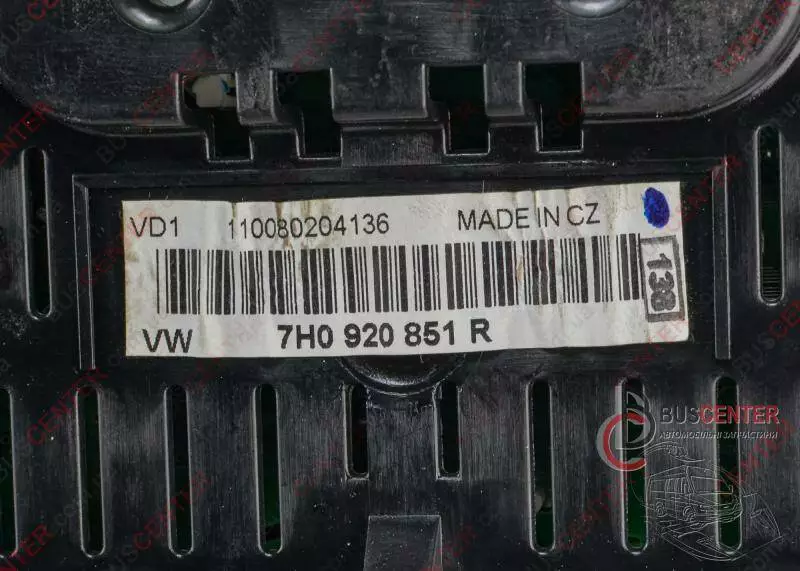 VD1 110080204136 MADE IN CZ
138
VW 7H0 920 851 R
BUSCENTER
АВТОМОБІЛЬНІ ЗАПЧАСТИНИ